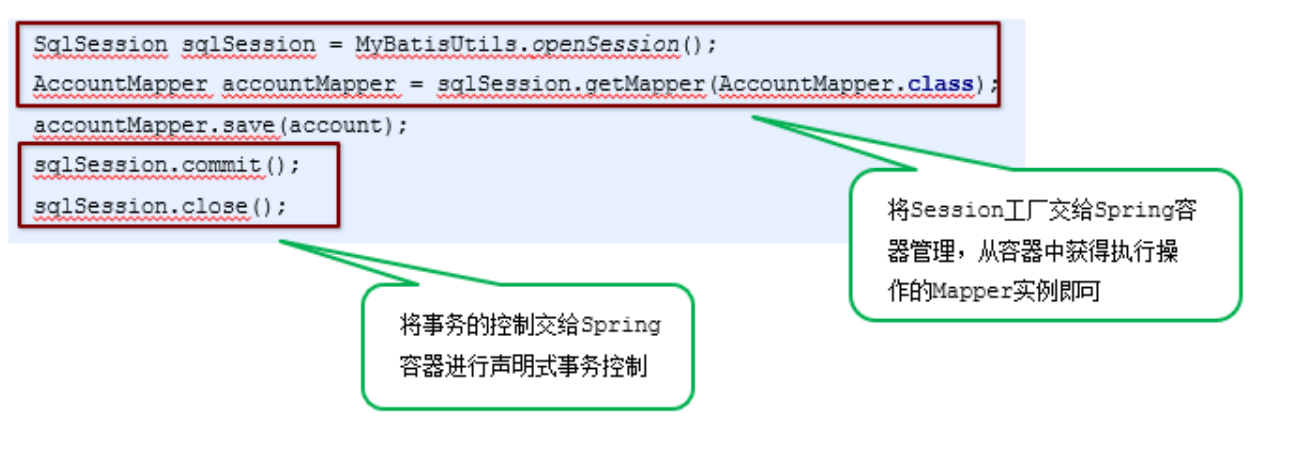 SqlSession sqlSession = MyBatisUtils.openSession();
AccountMapper accountMapper = sqlSession.getMapper(AccountMapper.class);
accountMapper.save(account);
sqlSession.commit();
sqlSession.close();
将Session工厂交给Spring容
器管理，从容器中获得执行操
作的Mapper实例即可
将事务的控制交给Spring
容器进行声明式事务控制